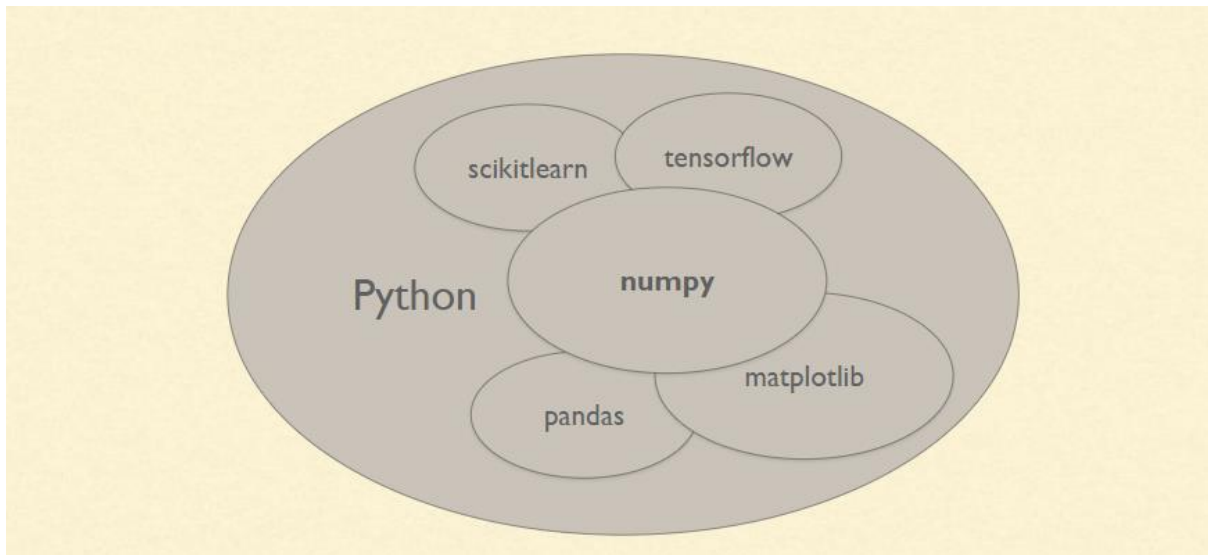 scikitlearn
tensorflow
numpy
Python
matplotlib
pandas